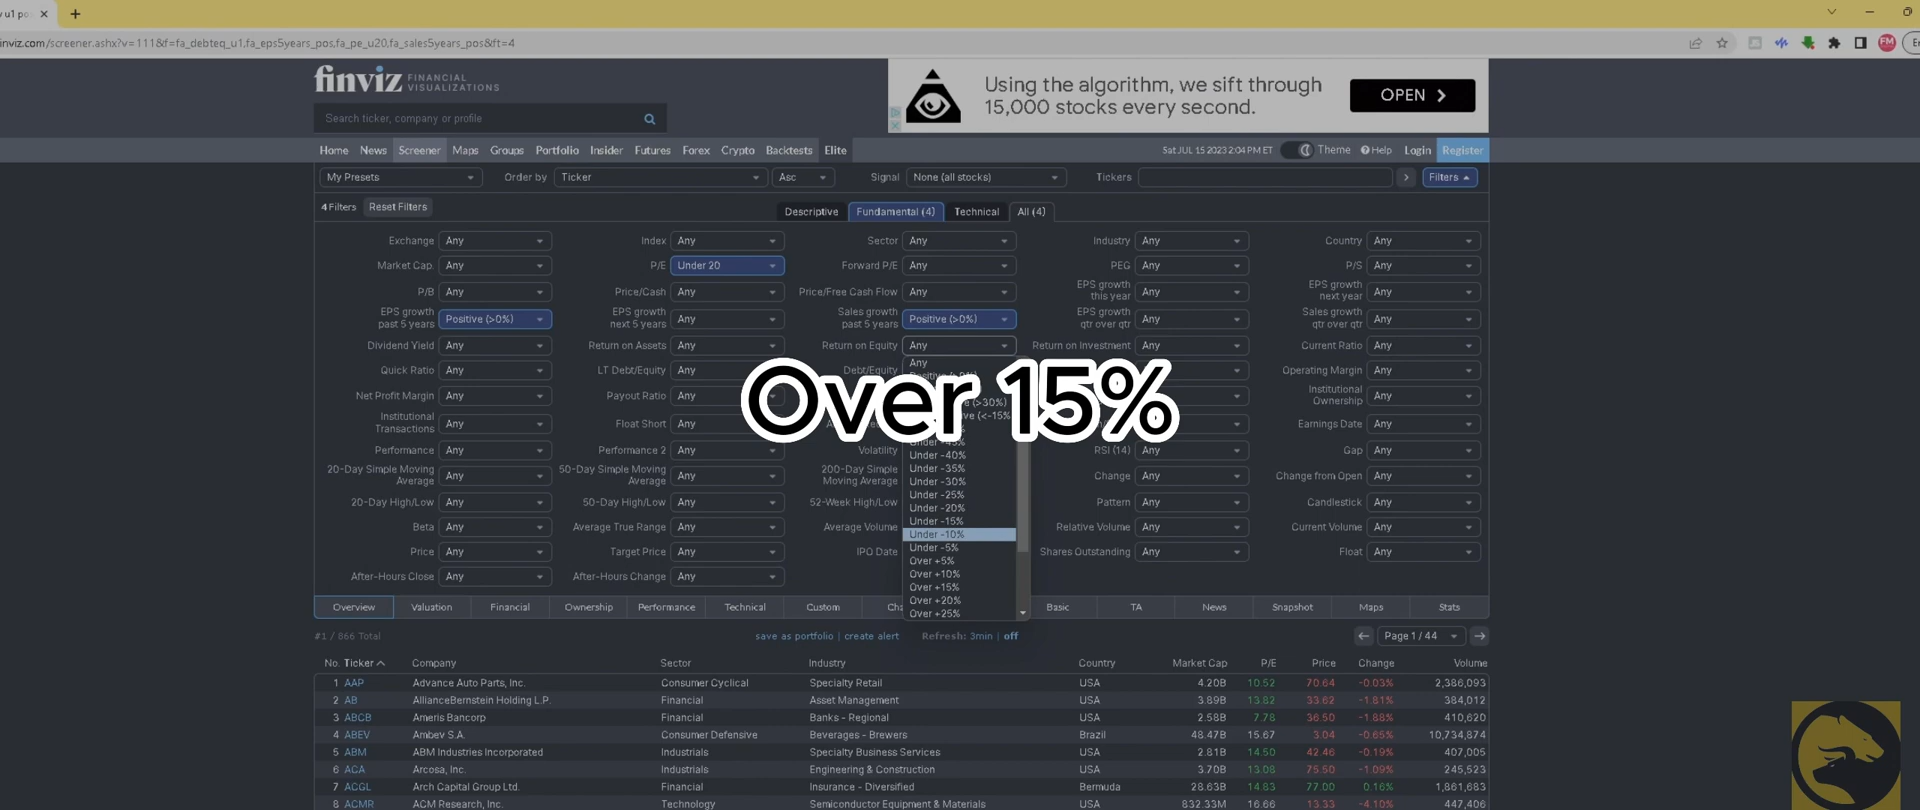 v u1 po
inviz.com/screener.ashx?v=111&f=fa_debteq_u1,fa_eps5years_pos,fa_pe_u20,fa_sales5years_pos&ft=4
finviz FINANCIAL VISUALIZATIONS
Using the algorithm, we sift through
15,000 stocks every second.
OPEN
Search ticker, company or profile
Home News Screener Maps Groups Portfolio Insider Futures Forex Crypto Backtests Elite Sat JUL 15 2023 2:04 PM ET Theme Help Login Register
My Presets Order by Ticker Asc Signal None (all stocks) Tickers Filters
4 Filters Reset Filters Descriptive Fundamental (4) Technical All (4)
Exchange Any Index Any Sector Any Industry Any Country Any
Market Cap. Any P/E Under 20 Forward P/E Any PEG Any P/S Any
P/B Any Price/Cash Any Price/Free Cash Flow Any EPS growth this year Any EPS growth next year Any
EPS growth past 5 years Positive (>0%) EPS growth next 5 years Any Sales growth past 5 years Positive (>0%) EPS growth qtr over qtr Any Sales growth qtr over qtr Any
Dividend Yield Any Return on Assets Any Return on Equity Any Return on Investment Any Current Ratio Any
Any
Quick Ratio Any LT Debt/Equity Any Debt/Equity Any Operating Margin Any
Over 15%
Net Profit Margin Any Payout Ratio Any Institutional Ownership Any
Institutional Transactions Any Float Short Any Earnings Date Any
Performance Any Performance 2 Any Volatility RSI (14) Any Gap Any
20-Day Simple Moving Average Any 50-Day Simple Moving Average Any 200-Day Simple Moving Average Change Any Change from Open Any
20-Day High/Low Any 50-Day High/Low Any 52-Week High/Low Pattern Any Candlestick Any
Beta Any Average True Range Any Average Volume Relative Volume Any Current Volume Any
Price Any Target Price Any IPO Date Shares Outstanding Any Float Any
After-Hours Close Any After-Hours Change Any
Under -45%
Under -40%
Under -35%
Under -30%
Under -25%
Under -20%
Under -15%
Under -10%
Under -5%
Over +5%
Over +10%
Over +15%
Over +20%
Over +25%
Overview Valuation Financial Ownership Performance Technical Custom Basic TA News Snapshot Maps Stats
#1 / 866 Total save as portfolio | create alert Refresh: 3min | off Page 1 / 44
No. Ticker Company Sector Industry Country Market Cap P/E Price Change Volume
1 AAP Advance Auto Parts, Inc. Consumer Cyclical Specialty Retail USA 4.20B 10.52 70.64 -0.03% 2,386,093
2 AB AllianceBernstein Holding L.P. Financial Asset Management USA 3.89B 13.82 33.62 -1.81% 384,012
3 ABCB Ameris Bancorp Financial Banks - Regional USA 2.58B 7.78 36.50 -1.88% 410,620
4 ABEV Ambev S.A. Consumer Defensive Beverages - Brewers Brazil 48.47B 15.67 3.04 -0.65% 10,734,874
5 ABM ABM Industries Incorporated Industrials Specialty Business Services USA 2.81B 14.50 42.46 -0.19% 407,005
6 ACA Arcosa, Inc. Industrials Engineering & Construction USA 3.70B 13.08 75.50 -1.09% 245,523
7 ACGL Arch Capital Group Ltd. Financial Insurance - Diversified Bermuda 28.63B 14.83 77.00 0.16% 1,861,683
8 ACMR ACM Research, Inc. Technology Semiconductor Equipment & Materials USA 832.33M 16.66 13.33 -4.10% 447,406